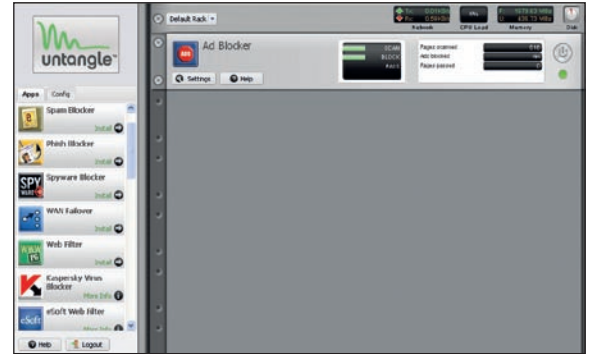 untangle
Apps Config
Spam Blocker
Install
Phish Blocker
Install
Spyware Blocker
Install
WAN Failover
Install
Web Filter
Install
Kaspersky Virus
Blocker
More Info
eSoft Web Filter
More Info
Help Logout
Default Rack
Network
CPU Load
Memory
Disk
Ad Blocker
Settings Help
SCAN
BLOCK
PASS
Pages scanned
Ads blocked
Pages passed